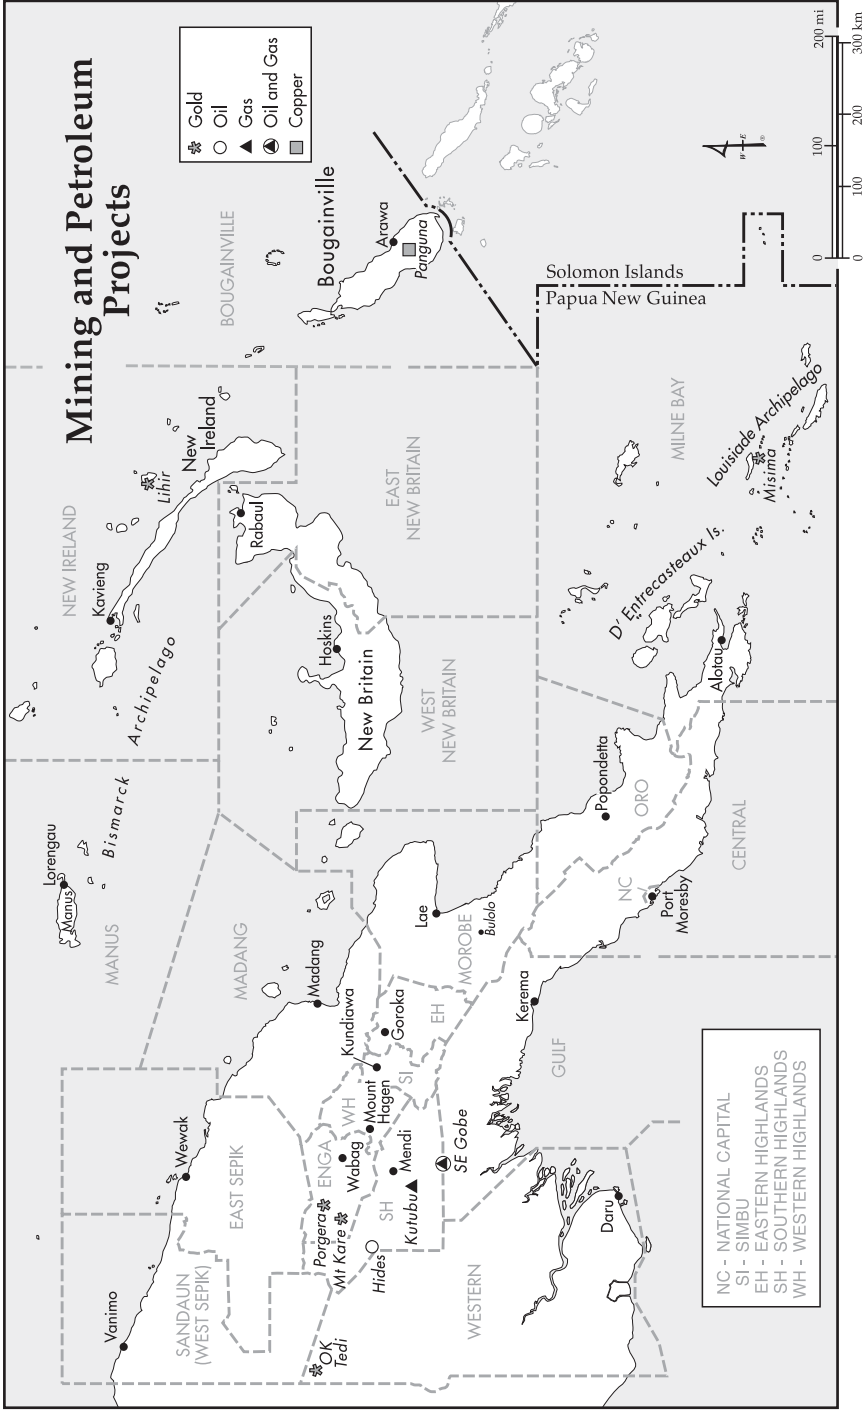 Mining and Petroleum
Projects
Gold
Oil
Gas
Oil and Gas
Copper
BOUGAINVILLE
Bougainville
Arawa
Panguna
Solomon Islands
Papua New Guinea
200 mi
100
0
300 km
200
100
0
W
E
®
NEW IRELAND
Kavieng
Lihir
New
Ireland
Rabaul
EAST
NEW BRITAIN
Hoskins
New Britain
WEST
NEW BRITAIN
Bismarck
Archipelago
Lorengau
Manus
MANUS
MADANG
Madang
MILNE BAY
Louisiade Archipelago
Misima
D' Entrecasteaux Is.
Alotau
Popondetta
ORO
CENTRAL
NC
Port
Moresby
Lae
MOROBE
Bulolo
Kerema
GULF
Kundiawa
Goroka
EH
SI
WH
Mount
Hagen
Wewak
EAST SEPIK
ENGA
Wabag
Mendi
SH
Kutubu
SE Gobe
Porgera
Mt Kare
Hides
Vanimo
SANDAUN
(WEST SEPIK)
OK
Tedi
WESTERN
Daru
NC - NATIONAL CAPITAL
SI - SIMBU
EH - EASTERN HIGHLANDS
SH - SOUTHERN HIGHLANDS
WH - WESTERN HIGHLANDS